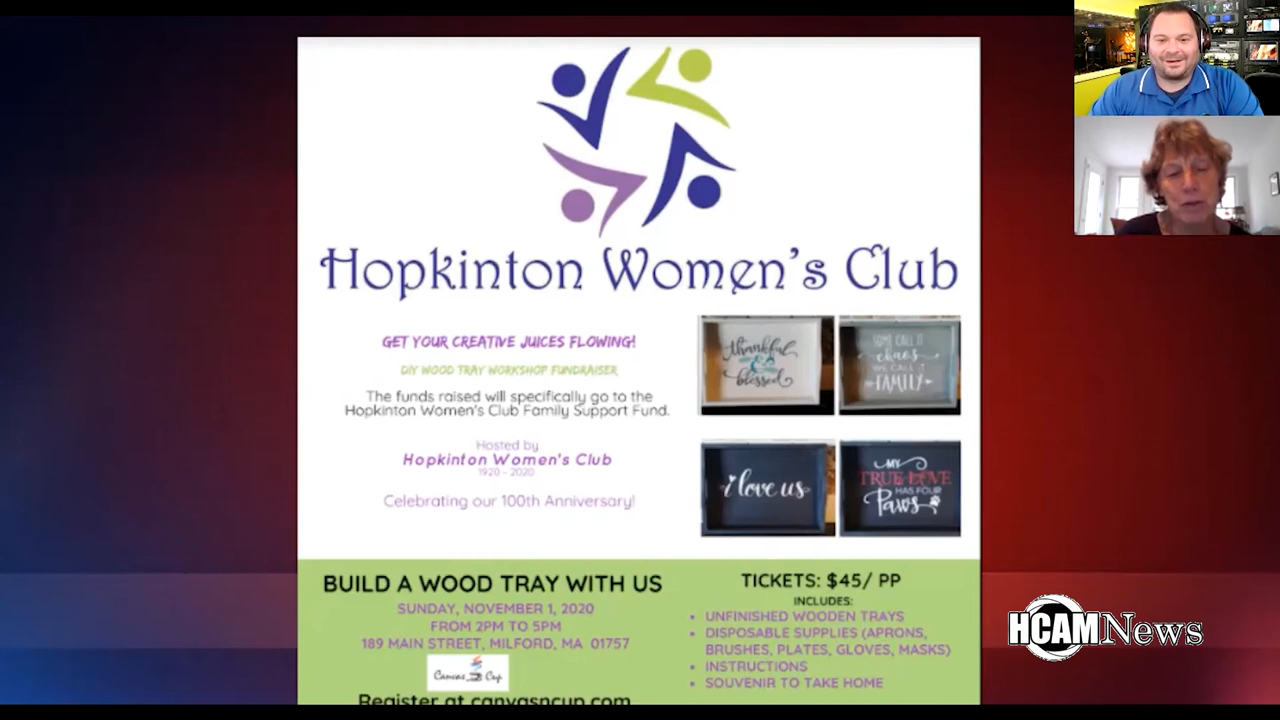 Hopkinton Women's Club
GET YOUR CREATIVE JUICES FLOWING!
DIY WOOD TRAY WORKSHOP FUNDRAISER
The funds raised will specifically go to the
Hopkinton Women's Club Family Support Fund.
Hosted by
Hopkinton Women's Club
1920 - 2020
Celebrating our 100th Anniversary!
thankful
&
blessed
SOME CALL IT
chaos
WE CALL IT
FAMILY
i love us
MY
TRUE LOVE
HAS FOUR
Paws
BUILD A WOOD TRAY WITH US
SUNDAY, NOVEMBER 1, 2020
FROM 2PM TO 5PM
189 MAIN STREET, MILFORD, MA 01757
Canvas n Cup
Register at canvasncup.com
TICKETS: $45/ PP
INCLUDES:
• UNFINISHED WOODEN TRAYS
• DISPOSABLE SUPPLIES (APRONS,
BRUSHES, PLATES, GLOVES, MASKS)
• INSTRUCTIONS
• SOUVENIR TO TAKE HOME
HCAM News